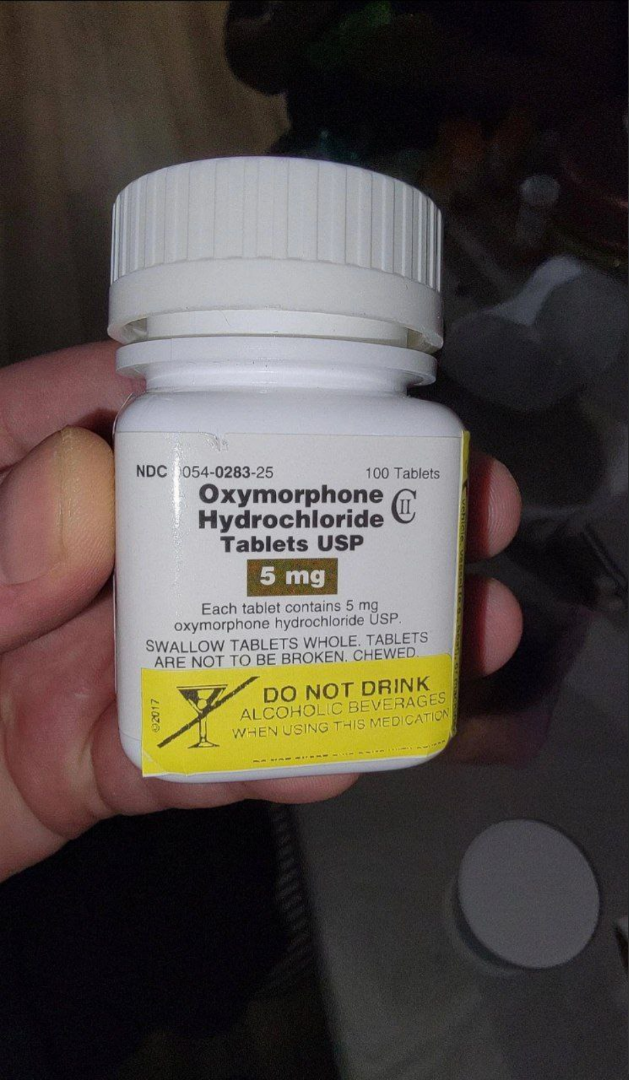 NDC 0054-0283-25 100 Tablets
Oxymorphone CII
Hydrochloride
Tablets USP
5 mg
Each tablet contains 5 mg
oxymorphone hydrochloride USP.
SWALLOW TABLETS WHOLE. TABLETS
ARE NOT TO BE BROKEN, CHEWED
DO NOT DRINK
ALCOHOLIC BEVERAGES
WHEN USING THIS MEDICATION
©2017